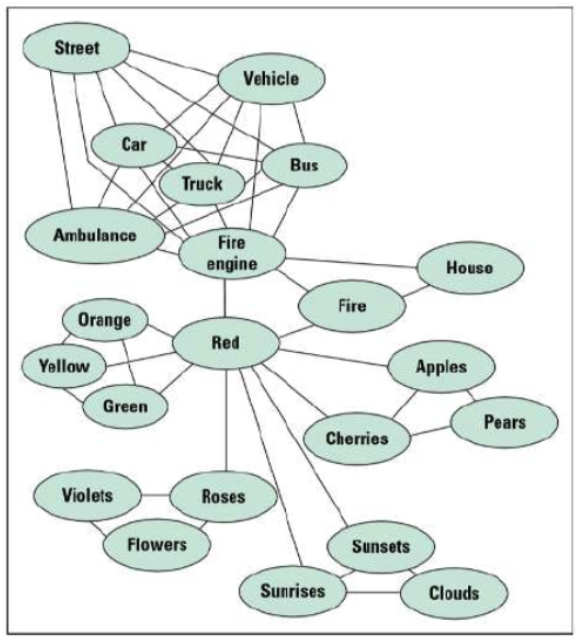 Street
Vehicle
Car
Bus
Truck
Ambulance
Fire
engine
Houso
Fire
Orange
Red
Yellow
Apples
Green
Pears
Cherries
Violets
Roses
Flowers
Sunsets
Sunrises
Clouds